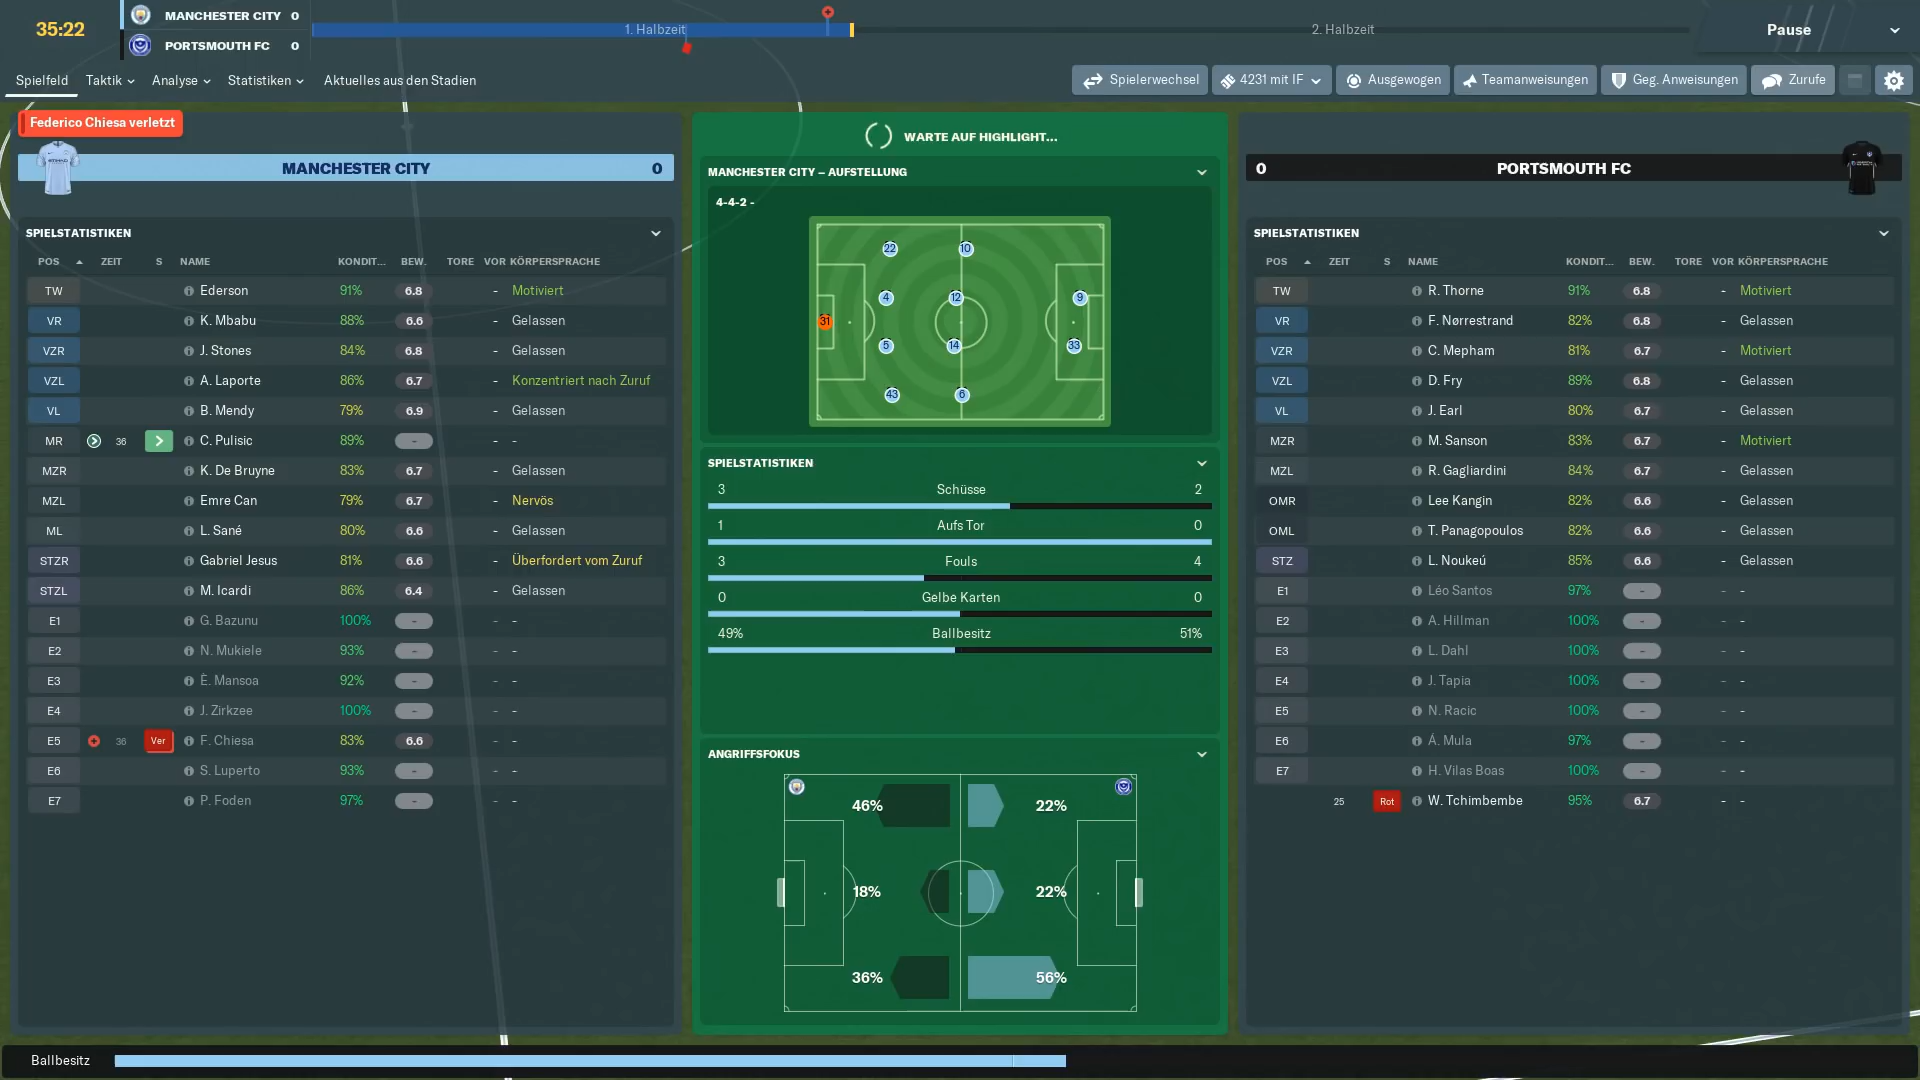 35:22
MANCHESTER CITY 0
PORTSMOUTH FC 0
1. Halbzeit
2. Halbzeit
Pause
Spielfeld Taktik Analyse Statistiken Aktuelles aus den Stadien
Spielerwechsel 4231 mit IF Ausgewogen Teamanweisungen Geg. Anweisungen Zurufe
Federico Chiesa verletzt
MANCHESTER CITY 0
SPIELSTATISTIKEN
POS ZEIT S NAME KONDIT... BEW. TORE VOR KÖRPERSPRACHE
TW Ederson 91% 6.8 - Motiviert
VR K. Mbabu 88% 6.6 - Gelassen
VZR J. Stones 84% 6.8 - Gelassen
VZL A. Laporte 86% 6.7 - Konzentriert nach Zuruf
VL B. Mendy 79% 6.9 - Gelassen
MR 36 C. Pulisic 89% - - -
MZR K. De Bruyne 83% 6.7 - Gelassen
MZL Emre Can 79% 6.7 - Nervös
ML L. Sané 80% 6.6 - Gelassen
STZR Gabriel Jesus 81% 6.6 - Überfordert vom Zuruf
STZL M. Icardi 86% 6.4 - Gelassen
E1 G. Bazunu 100% - - -
E2 N. Mukiele 93% - - -
E3 È. Mansoa 92% - - -
E4 J. Zirkzee 100% - - -
E5 36 Ver F. Chiesa 83% 6.6 - -
E6 S. Luperto 93% - - -
E7 P. Foden 97% - - -
WARTE AUF HIGHLIGHT...
MANCHESTER CITY – AUFSTELLUNG
4-4-2 -
22 10
4 12 9
31
5 14 33
43 6
SPIELSTATISTIKEN
3 Schüsse 2
1 Aufs Tor 0
3 Fouls 4
0 Gelbe Karten 0
49% Ballbesitz 51%
ANGRIFFSFOKUS
46% 22%
18% 22%
36% 56%
0 PORTSMOUTH FC
SPIELSTATISTIKEN
POS ZEIT S NAME KONDIT... BEW. TORE VOR KÖRPERSPRACHE
TW R. Thorne 91% 6.8 - Motiviert
VR F. Nørrestrand 82% 6.8 - Gelassen
VZR C. Mepham 81% 6.7 - Motiviert
VZL D. Fry 89% 6.8 - Gelassen
VL J. Earl 80% 6.7 - Gelassen
MZR M. Sanson 83% 6.7 - Motiviert
MZL R. Gagliardini 84% 6.7 - Gelassen
OMR Lee Kangin 82% 6.6 - Gelassen
OML T. Panagopoulos 82% 6.6 - Gelassen
STZ L. Noukeú 85% 6.6 - Gelassen
E1 Léo Santos 97% - - -
E2 A. Hillman 100% - - -
E3 L. Dahl 100% - - -
E4 J. Tapia 100% - - -
E5 N. Racic 100% - - -
E6 Á. Mula 97% - - -
E7 H. Vilas Boas 100% - - -
25 Rot W. Tchimbembe 95% 6.7 - -
Ballbesitz